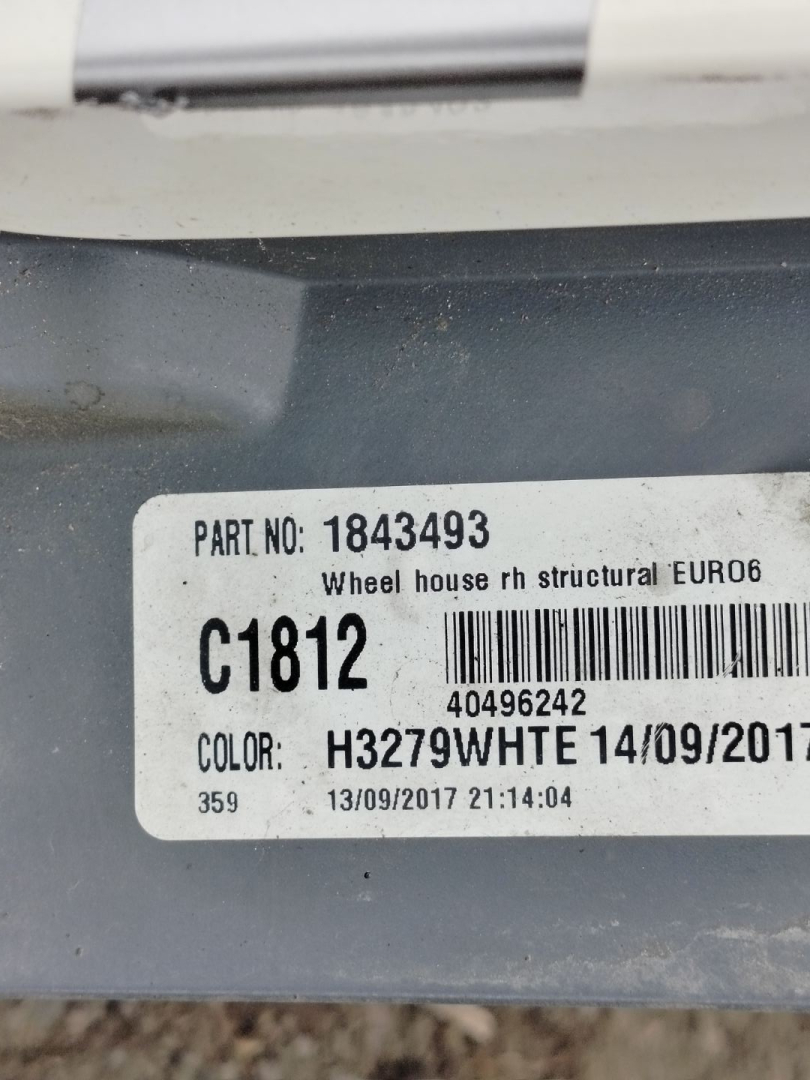 PART NO: 1843493
Wheel house rh structural EURO6
C1812
40496242
COLOR: H3279WHTE 14/09/2017
359 13/09/2017 21:14:04